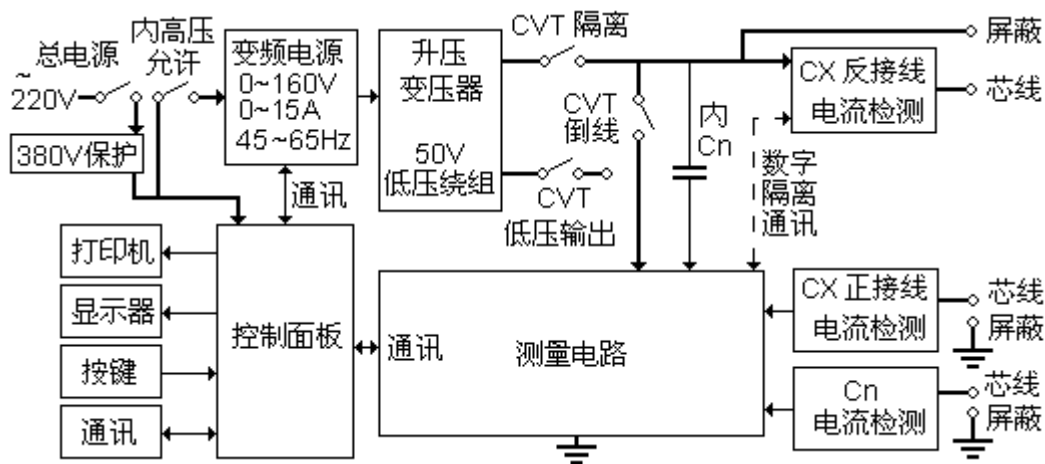 总电源
~
220V
内高压
允许
380V保护
变频电源
0~160V
0~15A
45~65Hz
通讯
升压
变压器
50V
低压绕组
CVT 隔离
CVT
倒线
CVT
低压输出
内
Cn
数字
隔离
通讯
CX 反接线
电流检测
屏蔽
芯线
打印机
显示器
按键
通讯
控制面板
通讯
测量电路
CX 正接线
电流检测
芯线
屏蔽
Cn
电流检测
芯线
屏蔽